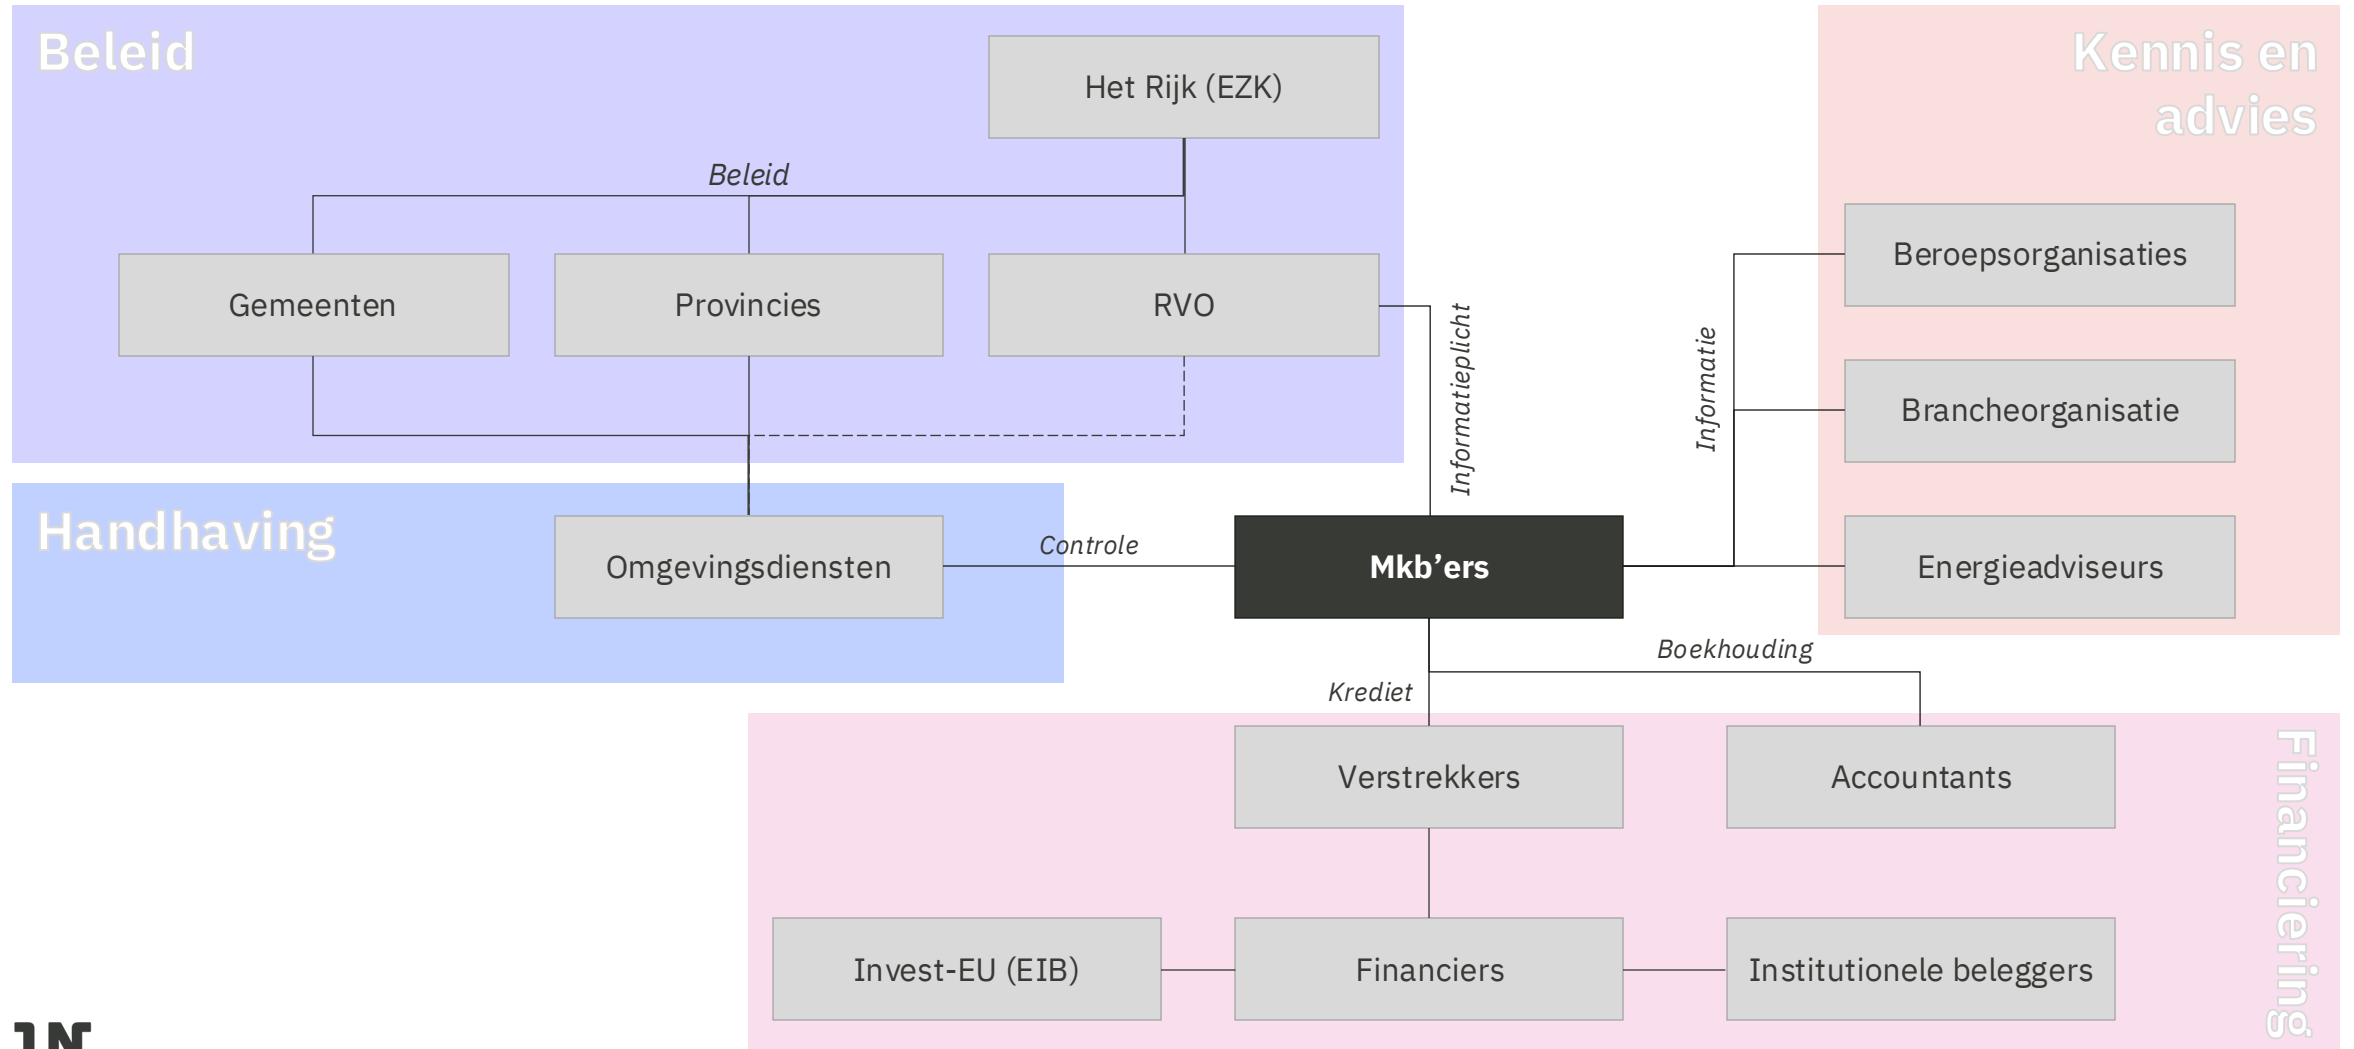 Beleid
Het Rijk (EZK)
Beleid
Gemeenten
Provincies
RVO
Informatieplicht
Handhaving
Omgevingsdiensten
Controle
Mkb’ers
Kennis en
advies
Informatie
Beroepsorganisaties
Brancheorganisatie
Energieadviseurs
Boekhouding
Krediet
Financiering
Verstrekkers
Accountants
Invest-EU (EIB)
Financiers
Institutionele beleggers